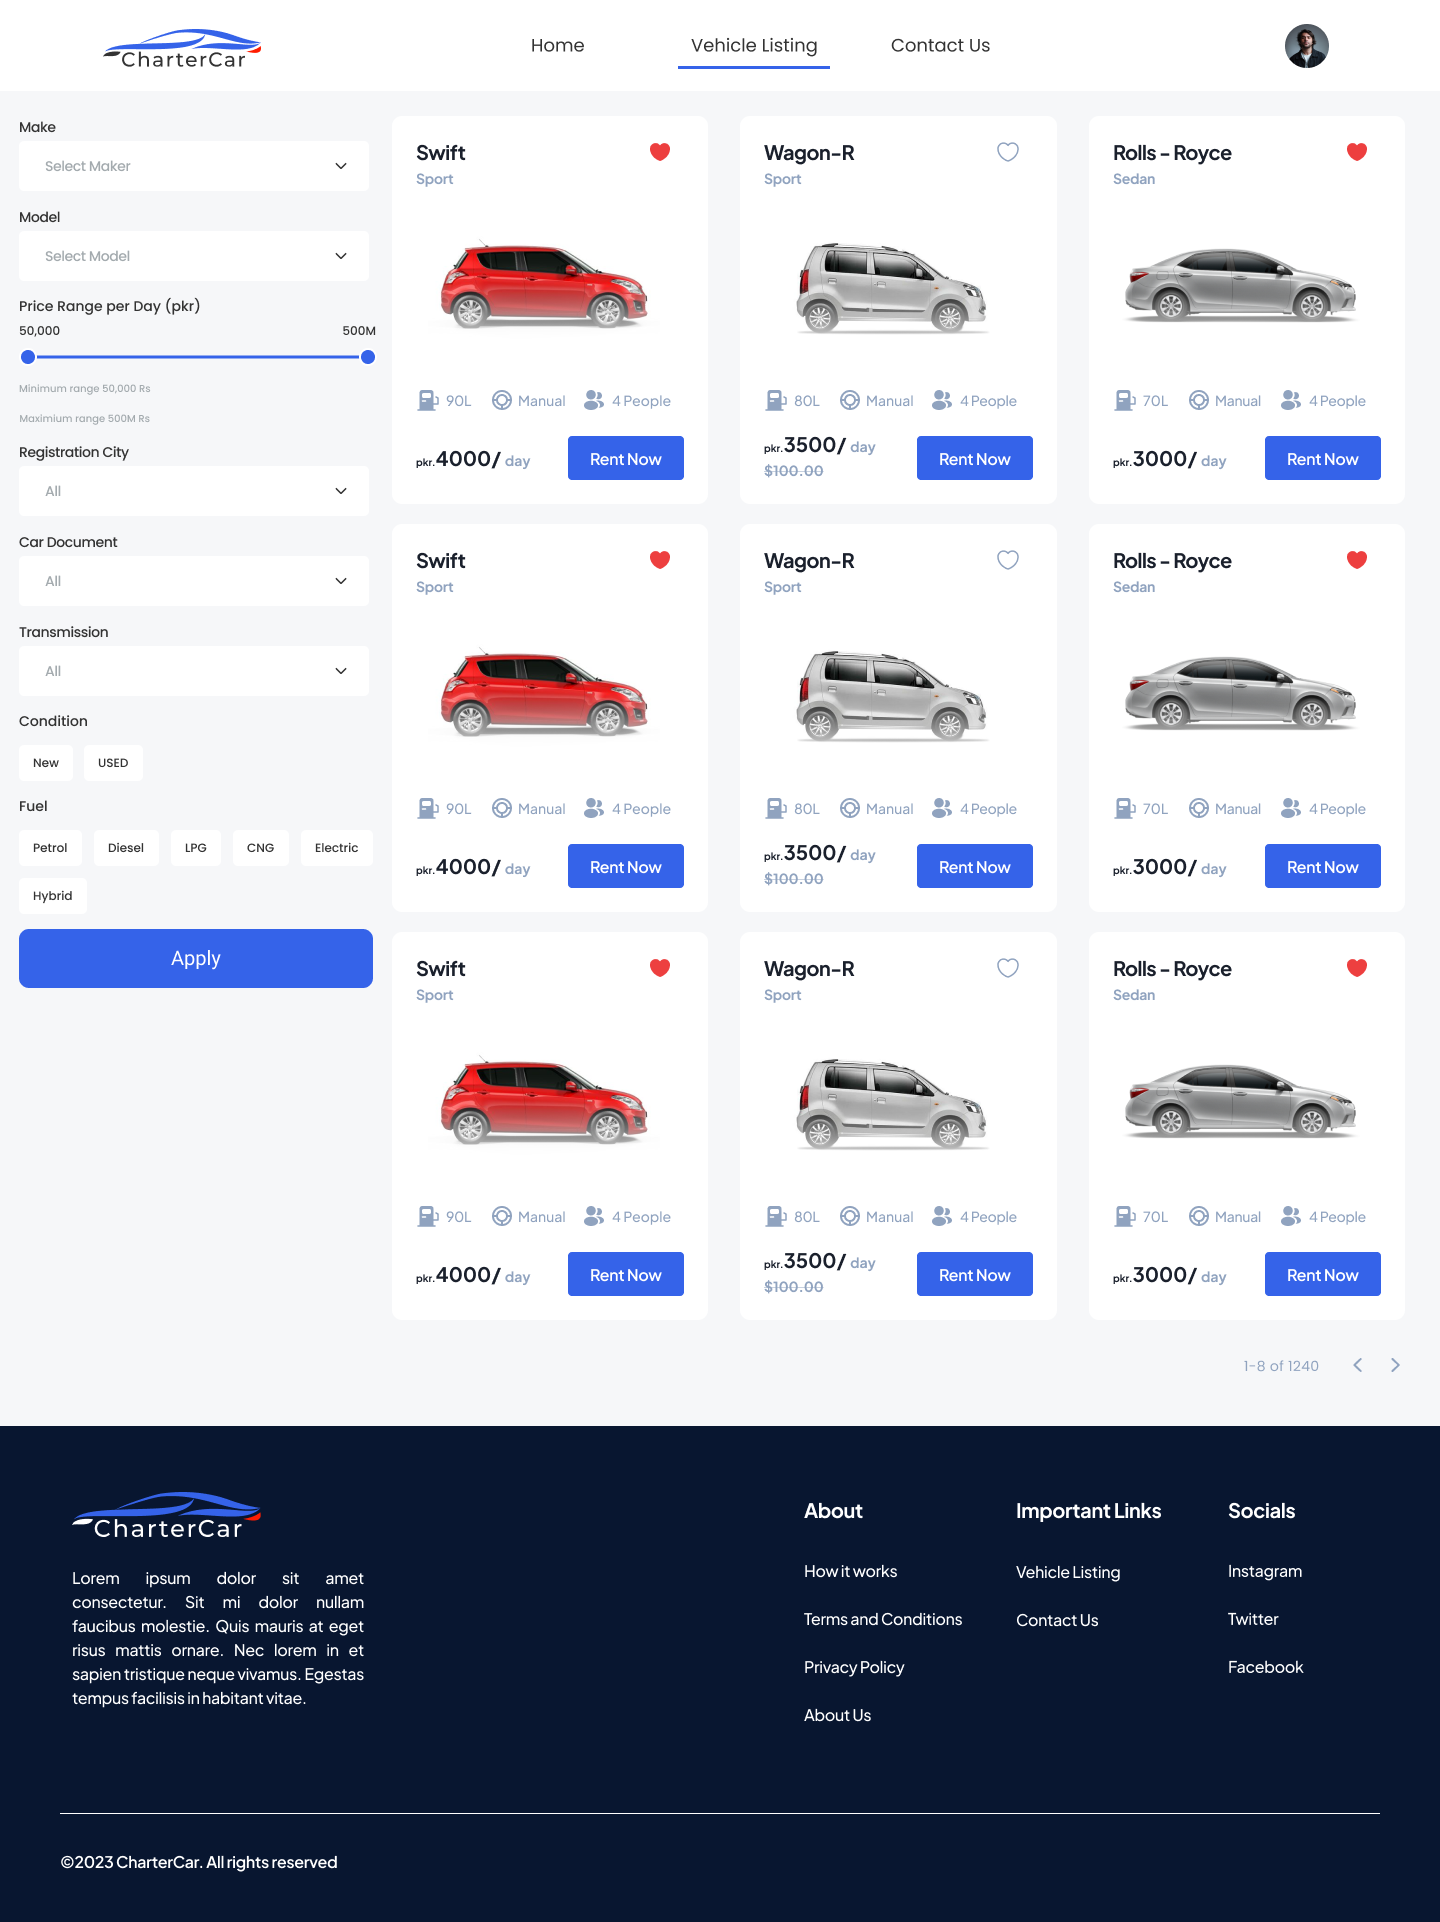 CharterCar
Home
Vehicle Listing
Contact Us
Make
Select Maker
Model
Select Model
Price Range per Day (pkr)
50,000
500M
Minimum range 50,000 Rs
Maximium range 500M Rs
Registration City
All
Car Document
All
Transmission
All
Condition
New
USED
Fuel
Petrol
Diesel
LPG
CNG
Electric
Hybrid
Apply
Swift
Sport
90L
Manual
4 People
pkr.4000/ day
Rent Now
Wagon-R
Sport
80L
Manual
4 People
pkr.3500/ day
$100.00
Rent Now
Rolls - Royce
Sedan
70L
Manual
4 People
pkr.3000/ day
Rent Now
Swift
Sport
90L
Manual
4 People
pkr.4000/ day
Rent Now
Wagon-R
Sport
80L
Manual
4 People
pkr.3500/ day
$100.00
Rent Now
Rolls - Royce
Sedan
70L
Manual
4 People
pkr.3000/ day
Rent Now
Swift
Sport
90L
Manual
4 People
pkr.4000/ day
Rent Now
Wagon-R
Sport
80L
Manual
4 People
pkr.3500/ day
$100.00
Rent Now
Rolls - Royce
Sedan
70L
Manual
4 People
pkr.3000/ day
Rent Now
1-8 of 1240
CharterCar
Lorem ipsum dolor sit amet
consectetur. Sit mi dolor nullam
faucibus molestie. Quis mauris at eget
risus mattis ornare. Nec lorem in et
sapien tristique neque vivamus. Egestas
tempus facilisis in habitant vitae.
About
How it works
Terms and Conditions
Privacy Policy
About Us
Important Links
Vehicle Listing
Contact Us
Socials
Instagram
Twitter
Facebook
©2023 CharterCar. All rights reserved